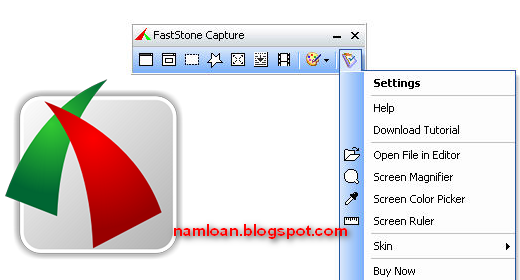 FastStone Capture
Settings
Help
Download Tutorial
Open File in Editor
Screen Magnifier
Screen Color Picker
Screen Ruler
namloan.blogspot.com
Skin
Buy Now